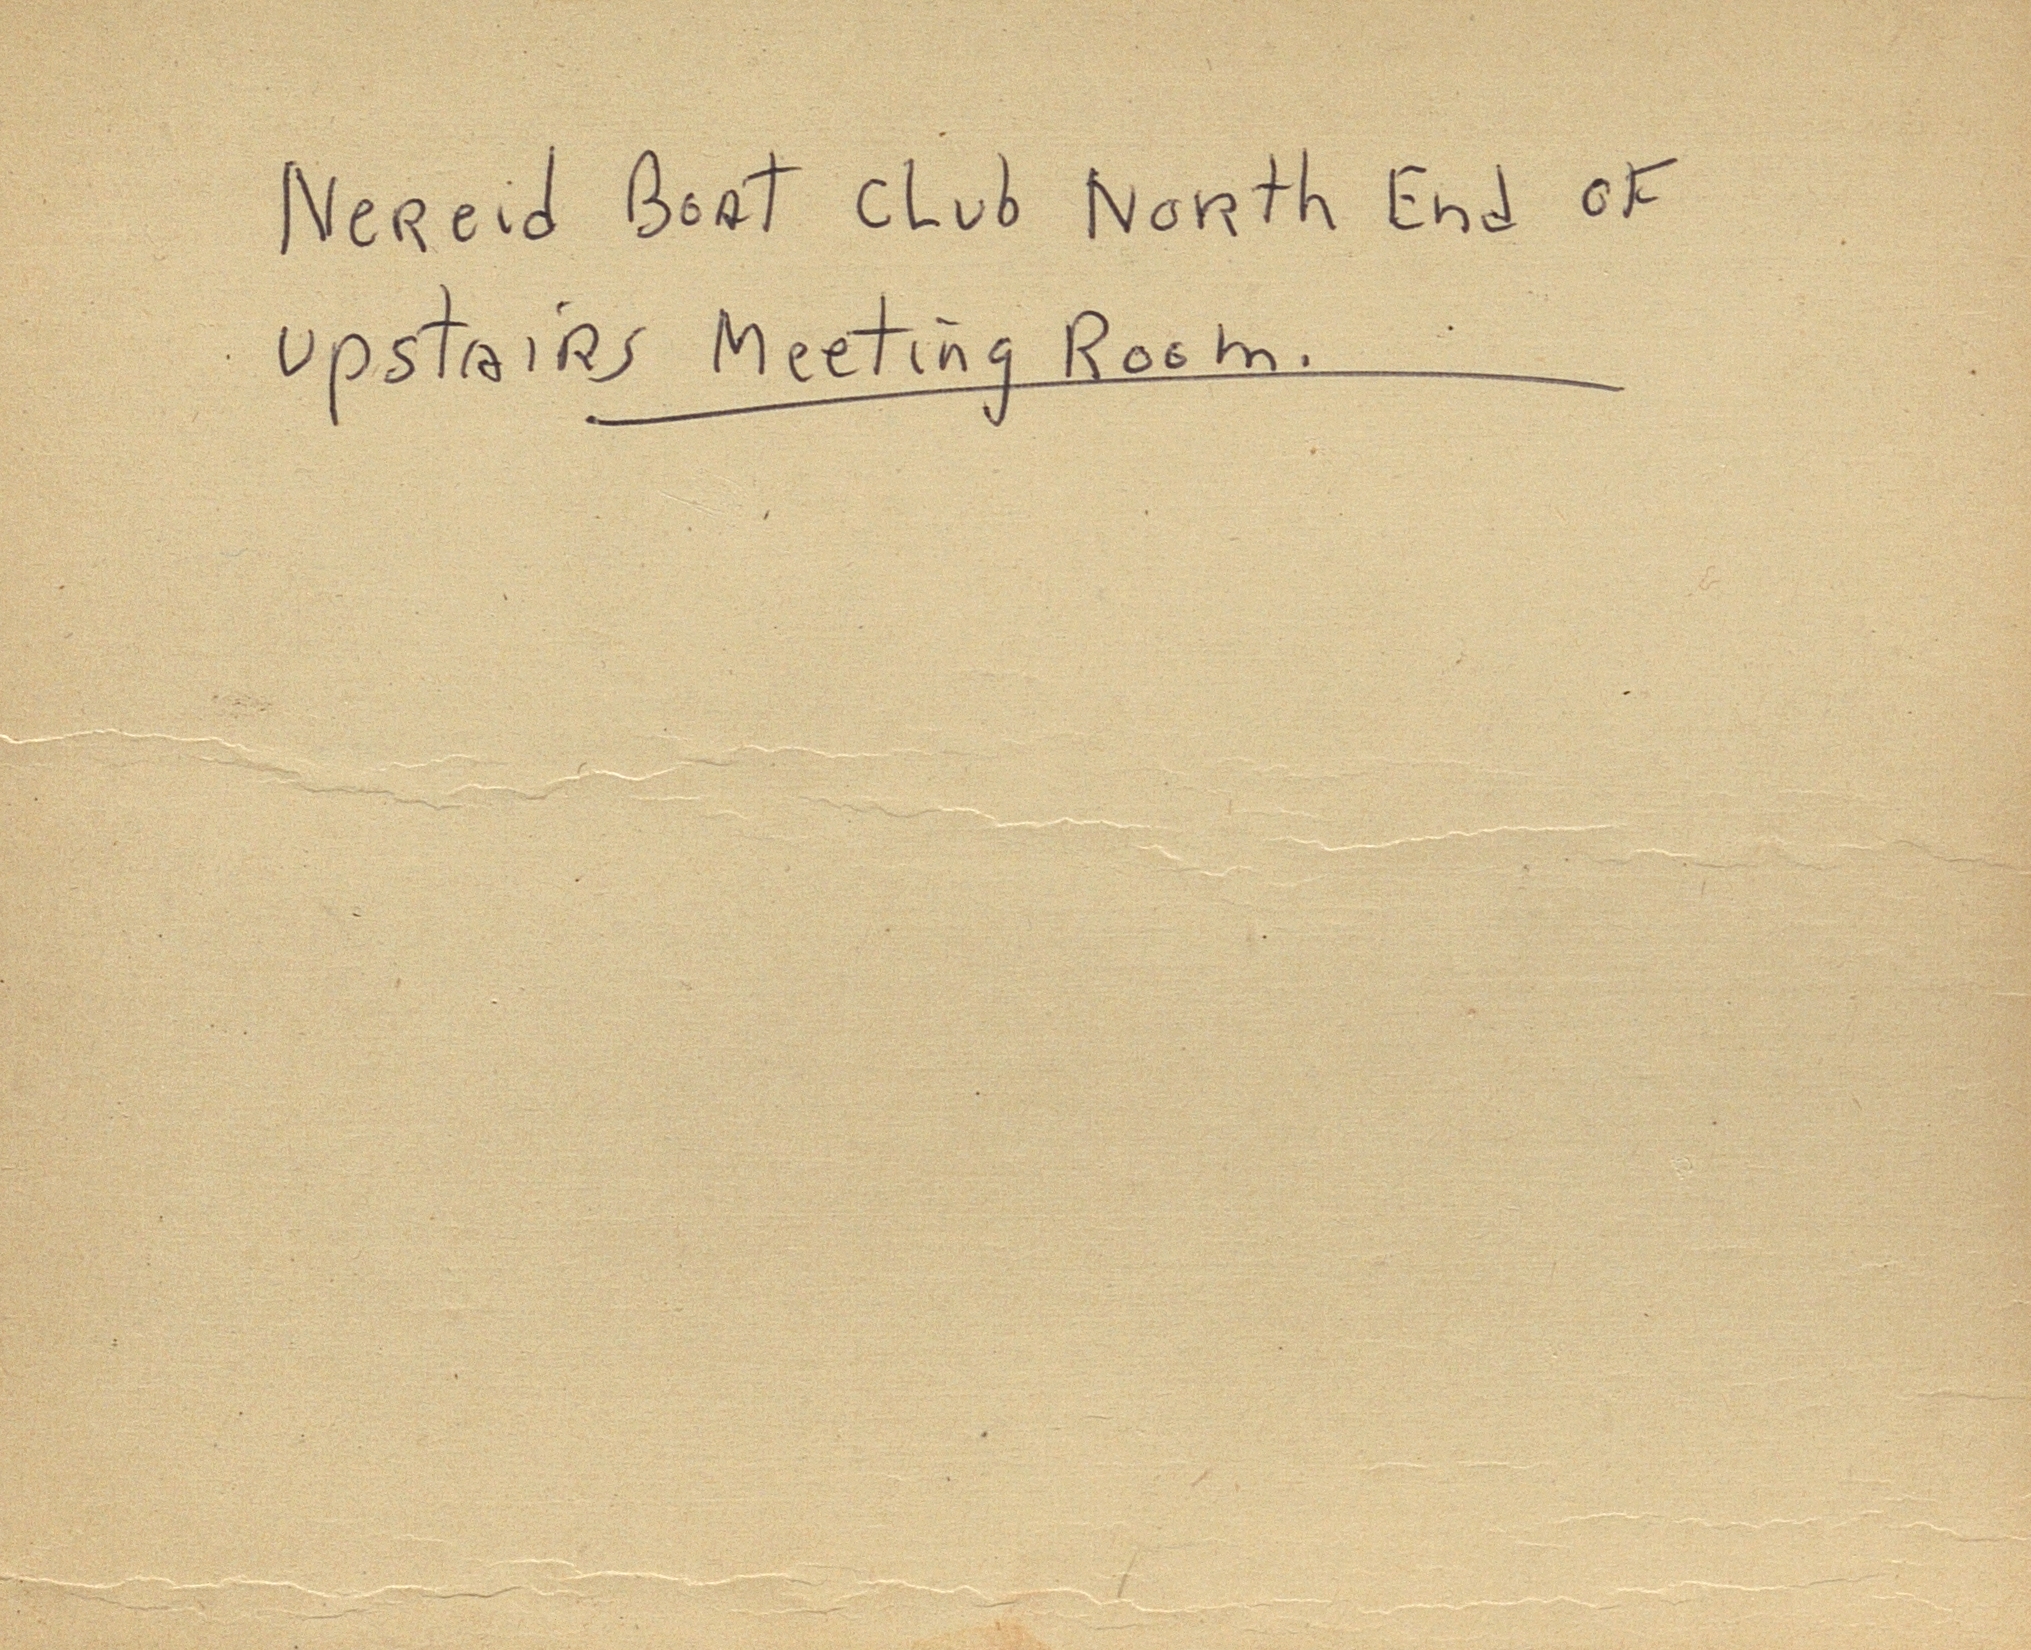 Nereid Boat Club North End of
upstairs Meeting Room.